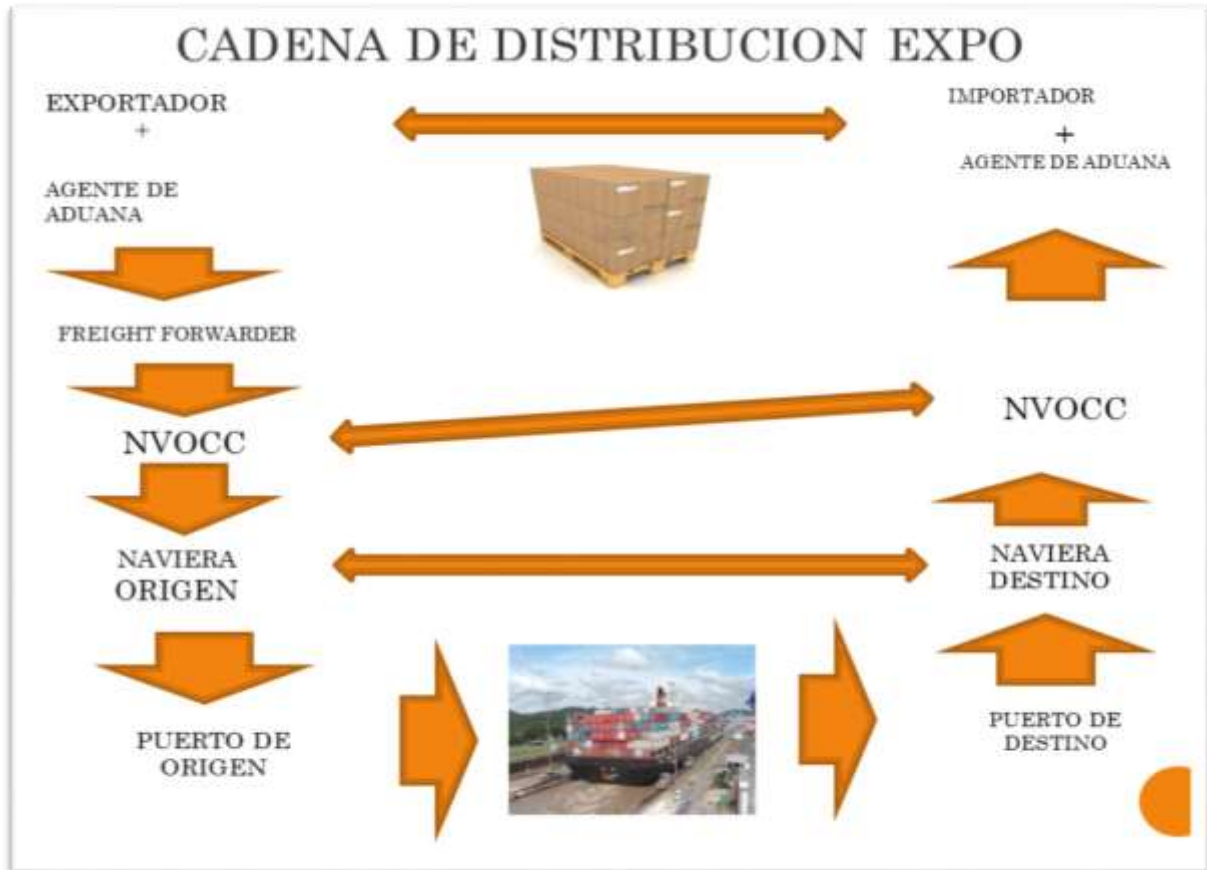 CADENA DE DISTRIBUCION EXPO
EXPORTADOR
+
AGENTE DE
ADUANA
FREIGHT FORWARDER
NVOCC
NAVIERA
ORIGEN
PUERTO DE
ORIGEN
IMPORTADOR
+
AGENTE DE ADUANA
NVOCC
NAVIERA
DESTINO
PUERTO DE
DESTINO